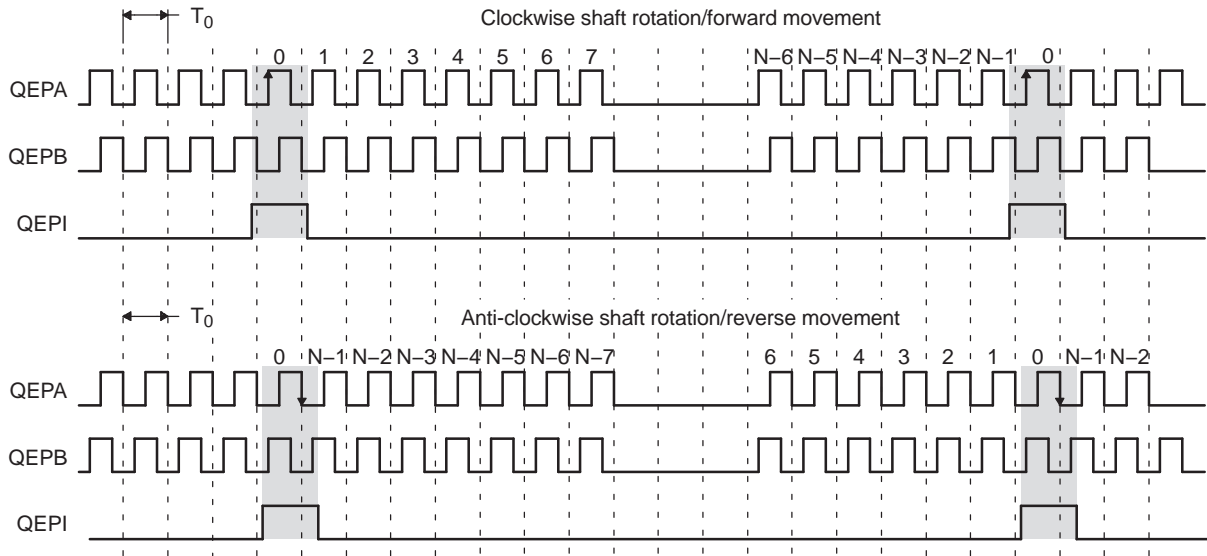 T0 Clockwise shaft rotation/forward movement
0 1 2 3 4 5 6 7 N–6 N–5 N–4 N–3 N–2 N–1 0
QEPA
QEPB
QEPI
T0 Anti-clockwise shaft rotation/reverse movement
0 N–1 N–2 N–3 N–4 N–5 N–6 N–7 6 5 4 3 2 1 0 N–1 N–2
QEPA
QEPB
QEPI